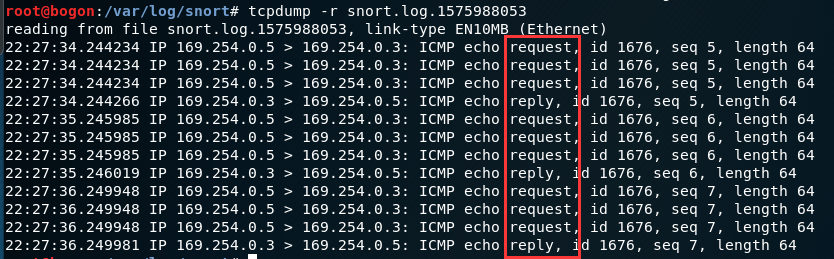 root@bogon:/var/log/snort# tcpdump -r snort.log.1575988053
reading from file snort.log.1575988053, link-type EN10MB (Ethernet)
22:27:34.244234 IP 169.254.0.5 > 169.254.0.3: ICMP echo request, id 1676, seq 5, length 64
22:27:34.244234 IP 169.254.0.5 > 169.254.0.3: ICMP echo request, id 1676, seq 5, length 64
22:27:34.244234 IP 169.254.0.5 > 169.254.0.3: ICMP echo request, id 1676, seq 5, length 64
22:27:34.244266 IP 169.254.0.3 > 169.254.0.5: ICMP echo reply, id 1676, seq 5, length 64
22:27:35.245985 IP 169.254.0.5 > 169.254.0.3: ICMP echo request, id 1676, seq 6, length 64
22:27:35.245985 IP 169.254.0.5 > 169.254.0.3: ICMP echo request, id 1676, seq 6, length 64
22:27:35.245985 IP 169.254.0.5 > 169.254.0.3: ICMP echo request, id 1676, seq 6, length 64
22:27:35.246019 IP 169.254.0.3 > 169.254.0.5: ICMP echo reply, id 1676, seq 6, length 64
22:27:36.249948 IP 169.254.0.5 > 169.254.0.3: ICMP echo request, id 1676, seq 7, length 64
22:27:36.249948 IP 169.254.0.5 > 169.254.0.3: ICMP echo request, id 1676, seq 7, length 64
22:27:36.249948 IP 169.254.0.5 > 169.254.0.3: ICMP echo request, id 1676, seq 7, length 64
22:27:36.249981 IP 169.254.0.3 > 169.254.0.5: ICMP echo reply, id 1676, seq 7, length 64